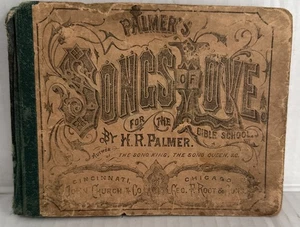 PALMER'S
SONGS OF LOVE
FOR THE
BIBLE SCHOOL.
BY H.R. PALMER.
THE SONG KING, THE SONG QUEEN, &C.
CINCINNATI, CHICAGO,
JOHN CHURCH & CO. GEO. F. ROOT &